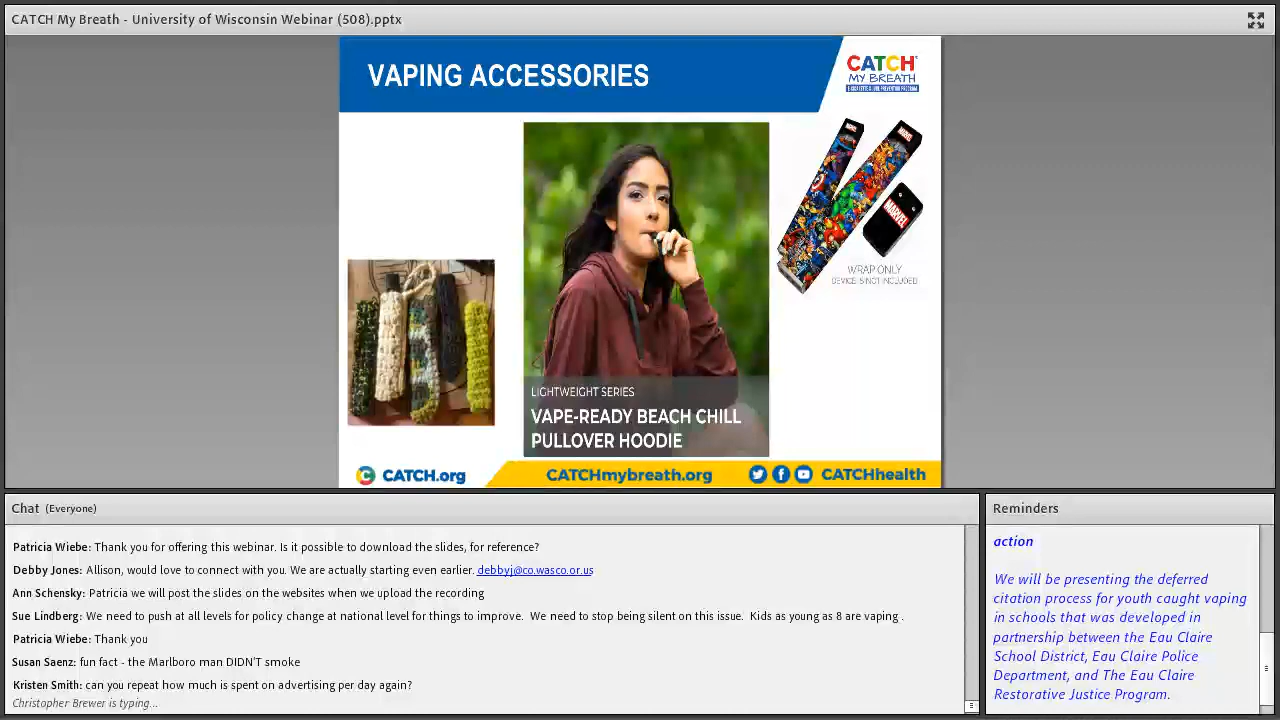 CATCH My Breath - University of Wisconsin Webinar (508).pptx
VAPING ACCESSORIES
CATCH
MY BREATH
MARVEL
MARVEL
MARVEL
WRAP ONLY
DEVICE IS NOT INCLUDED
LIGHTWEIGHT SERIES
VAPE-READY BEACH CHILL
PULLOVER HOODIE
CATCH.org
CATCHmybreath.org
CATCHhealth
Chat (Everyone)
Patricia Wiebe: Thank you for offering this webinar. Is it possible to download the slides, for reference?
Debby Jones: Allison, would love to connect with you. We are actually starting even earlier. debbyj@co.wasco.or.us
Ann Schensky: Patricia we will post the slides on the websites when we upload the recording
Sue Lindberg: We need to push at all levels for policy change at national level for things to improve. We need to stop being silent on this issue. Kids as young as 8 are vaping .
Patricia Wiebe: Thank you
Susan Saenz: fun fact - the Marlboro man DIDN'T smoke
Kristen Smith: can you repeat how much is spent on advertising per day again?
Christopher Brewer is typing...
Reminders
action
We will be presenting the deferred
citation process for youth caught vaping
in schools that was developed in
partnership between the Eau Claire
School District, Eau Claire Police
Department, and The Eau Claire
Restorative Justice Program.